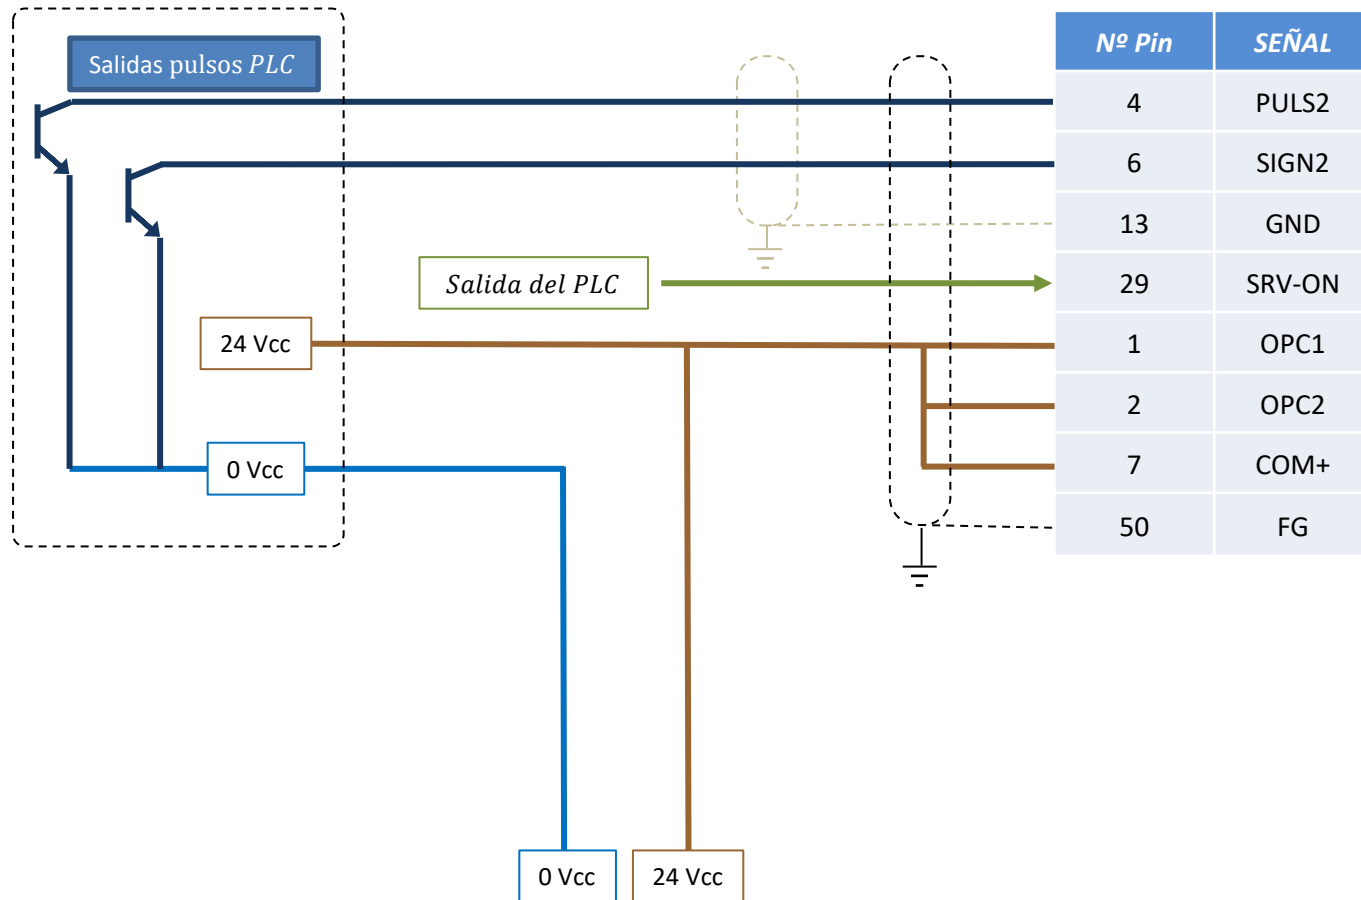 Salidas pulsos PLC
Nº Pin SEÑAL
4 PULS2
6 SIGN2
13 GND
Salida del PLC
29 SRV-ON
24 Vcc
1 OPC1
2 OPC2
0 Vcc
7 COM+
50 FG
0 Vcc
24 Vcc